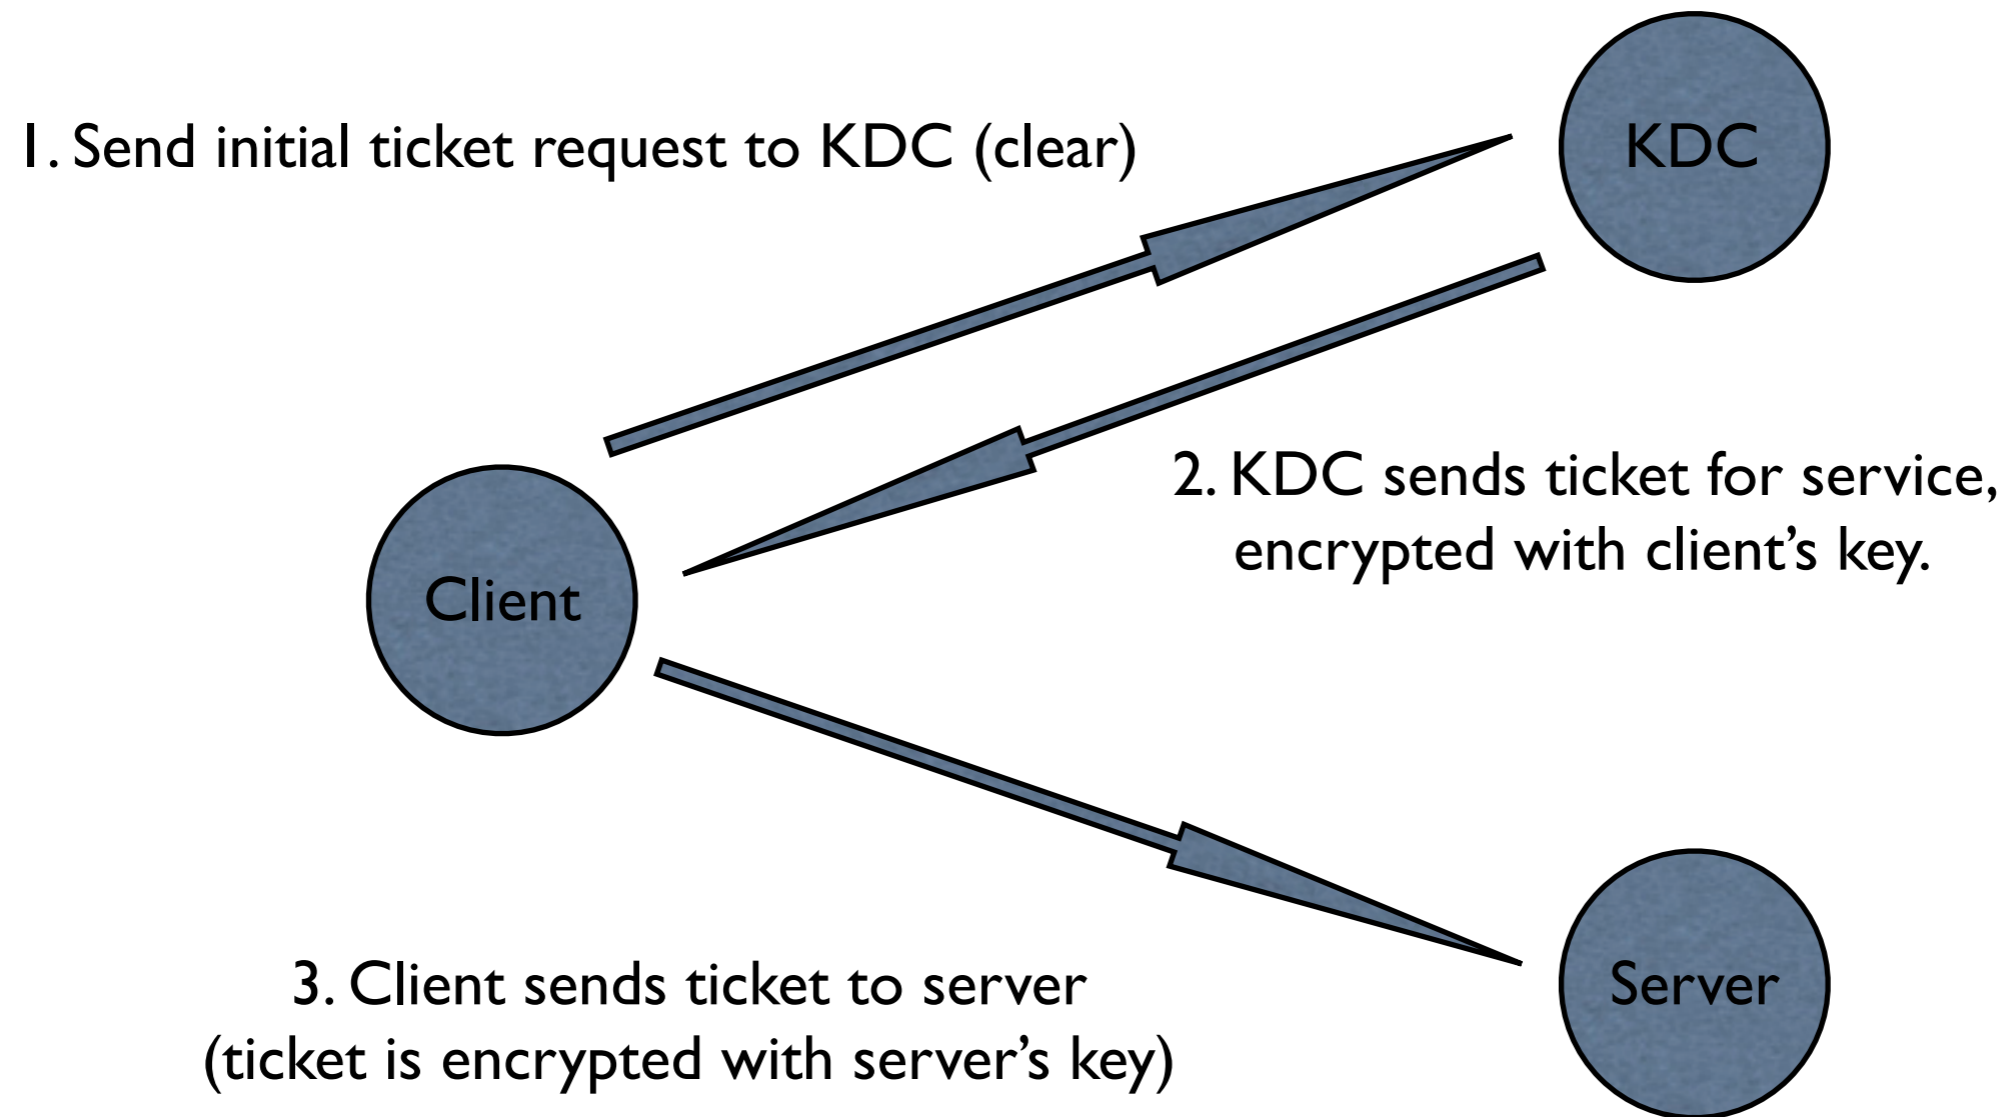 1. Send initial ticket request to KDC (clear)
KDC
2. KDC sends ticket for service,
encrypted with client’s key.
Client
3. Client sends ticket to server
(ticket is encrypted with server’s key)
Server